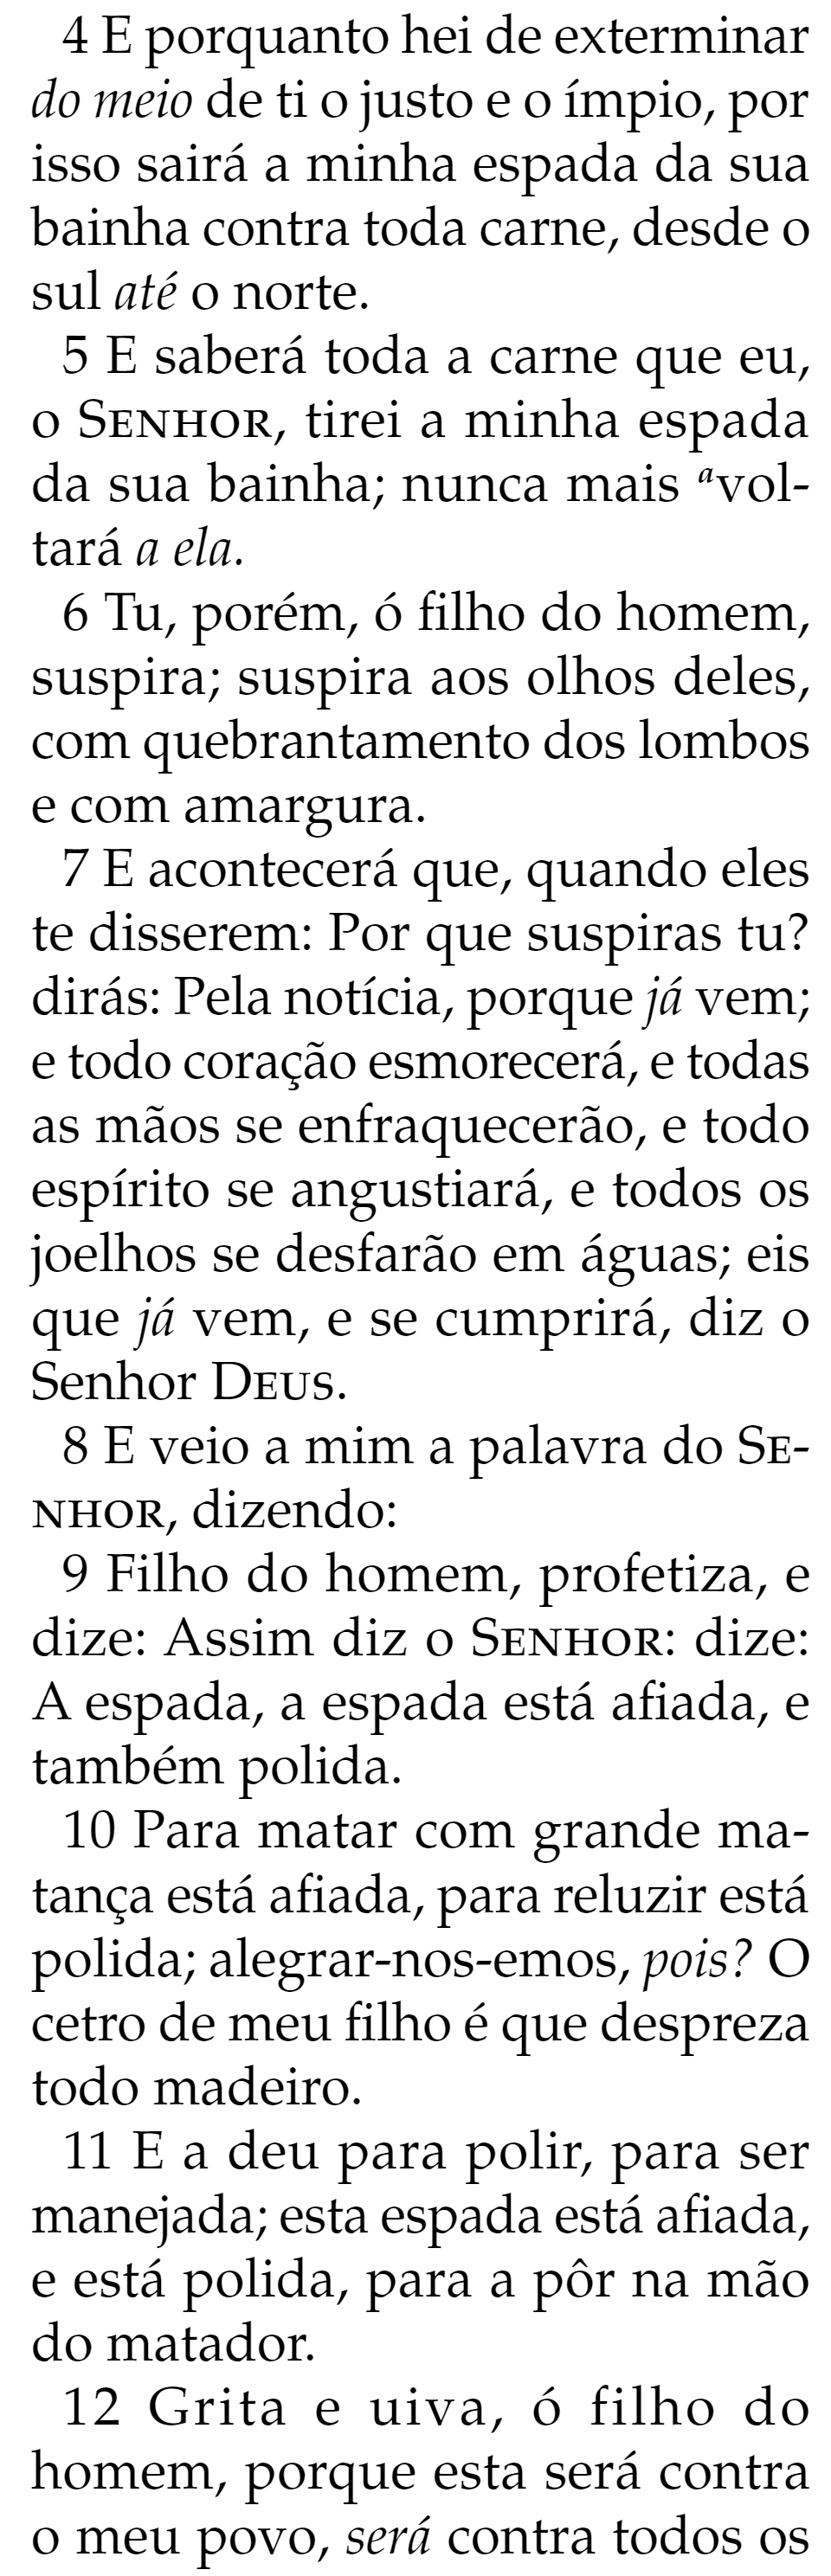 4 E porquanto hei de exterminar
do meio de ti o justo e o ímpio, por
isso sairá a minha espada da sua
bainha contra toda carne, desde o
sul até o norte.
5 E saberá toda a carne que eu,
o SENHOR, tirei a minha espada
da sua bainha; nunca mais ᵃvol-
tará a ela.
6 Tu, porém, ó filho do homem,
suspira; suspira aos olhos deles,
com quebrantamento dos lombos
e com amargura.
7 E acontecerá que, quando eles
te disserem: Por que suspiras tu?
dirás: Pela notícia, porque já vem;
e todo coração esmorecerá, e todas
as mãos se enfraquecerão, e todo
espírito se angustiará, e todos os
joelhos se desfarão em águas; eis
que já vem, e se cumprirá, diz o
Senhor DEUS.
8 E veio a mim a palavra do SE-
NHOR, dizendo:
9 Filho do homem, profetiza, e
dize: Assim diz o SENHOR: dize:
A espada, a espada está afiada, e
também polida.
10 Para matar com grande ma-
tança está afiada, para reluzir está
polida; alegrar-nos-emos, pois? O
cetro de meu filho é que despreza
todo madeiro.
11 E a deu para polir, para ser
manejada; esta espada está afiada,
e está polida, para a pôr na mão
do matador.
12 Grita e uiva, ó filho do
homem, porque esta será contra
o meu povo, será contra todos os